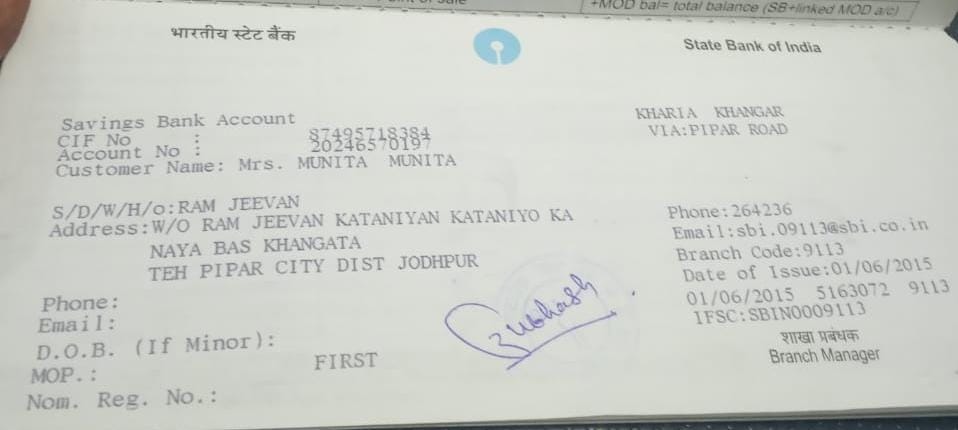 +MOD bal= total balance (SB+linked MOD a/c)
भारतीय स्टेट बैंक
State Bank of India
Savings Bank Account
CIF No : 87495718384
Account No : 20246570197
Customer Name: Mrs. MUNITA MUNITA
KHARIA KHANGAR
VIA:PIPAR ROAD
S/D/W/H/o:RAM JEEVAN
Address:W/O RAM JEEVAN KATANIYAN KATANIYO KA
NAYA BAS KHANGATA
TEH PIPAR CITY DIST JODHPUR
Phone:
Email:
D.O.B. (If Minor):
MOP.: FIRST
Nom. Reg. No.:
Phone:264236
Email:sbi.09113@sbi.co.in
Branch Code:9113
Date of Issue:01/06/2015
01/06/2015 5163072 9113
IFSC:SBIN0009113
शाखा प्रबंधक
Branch Manager